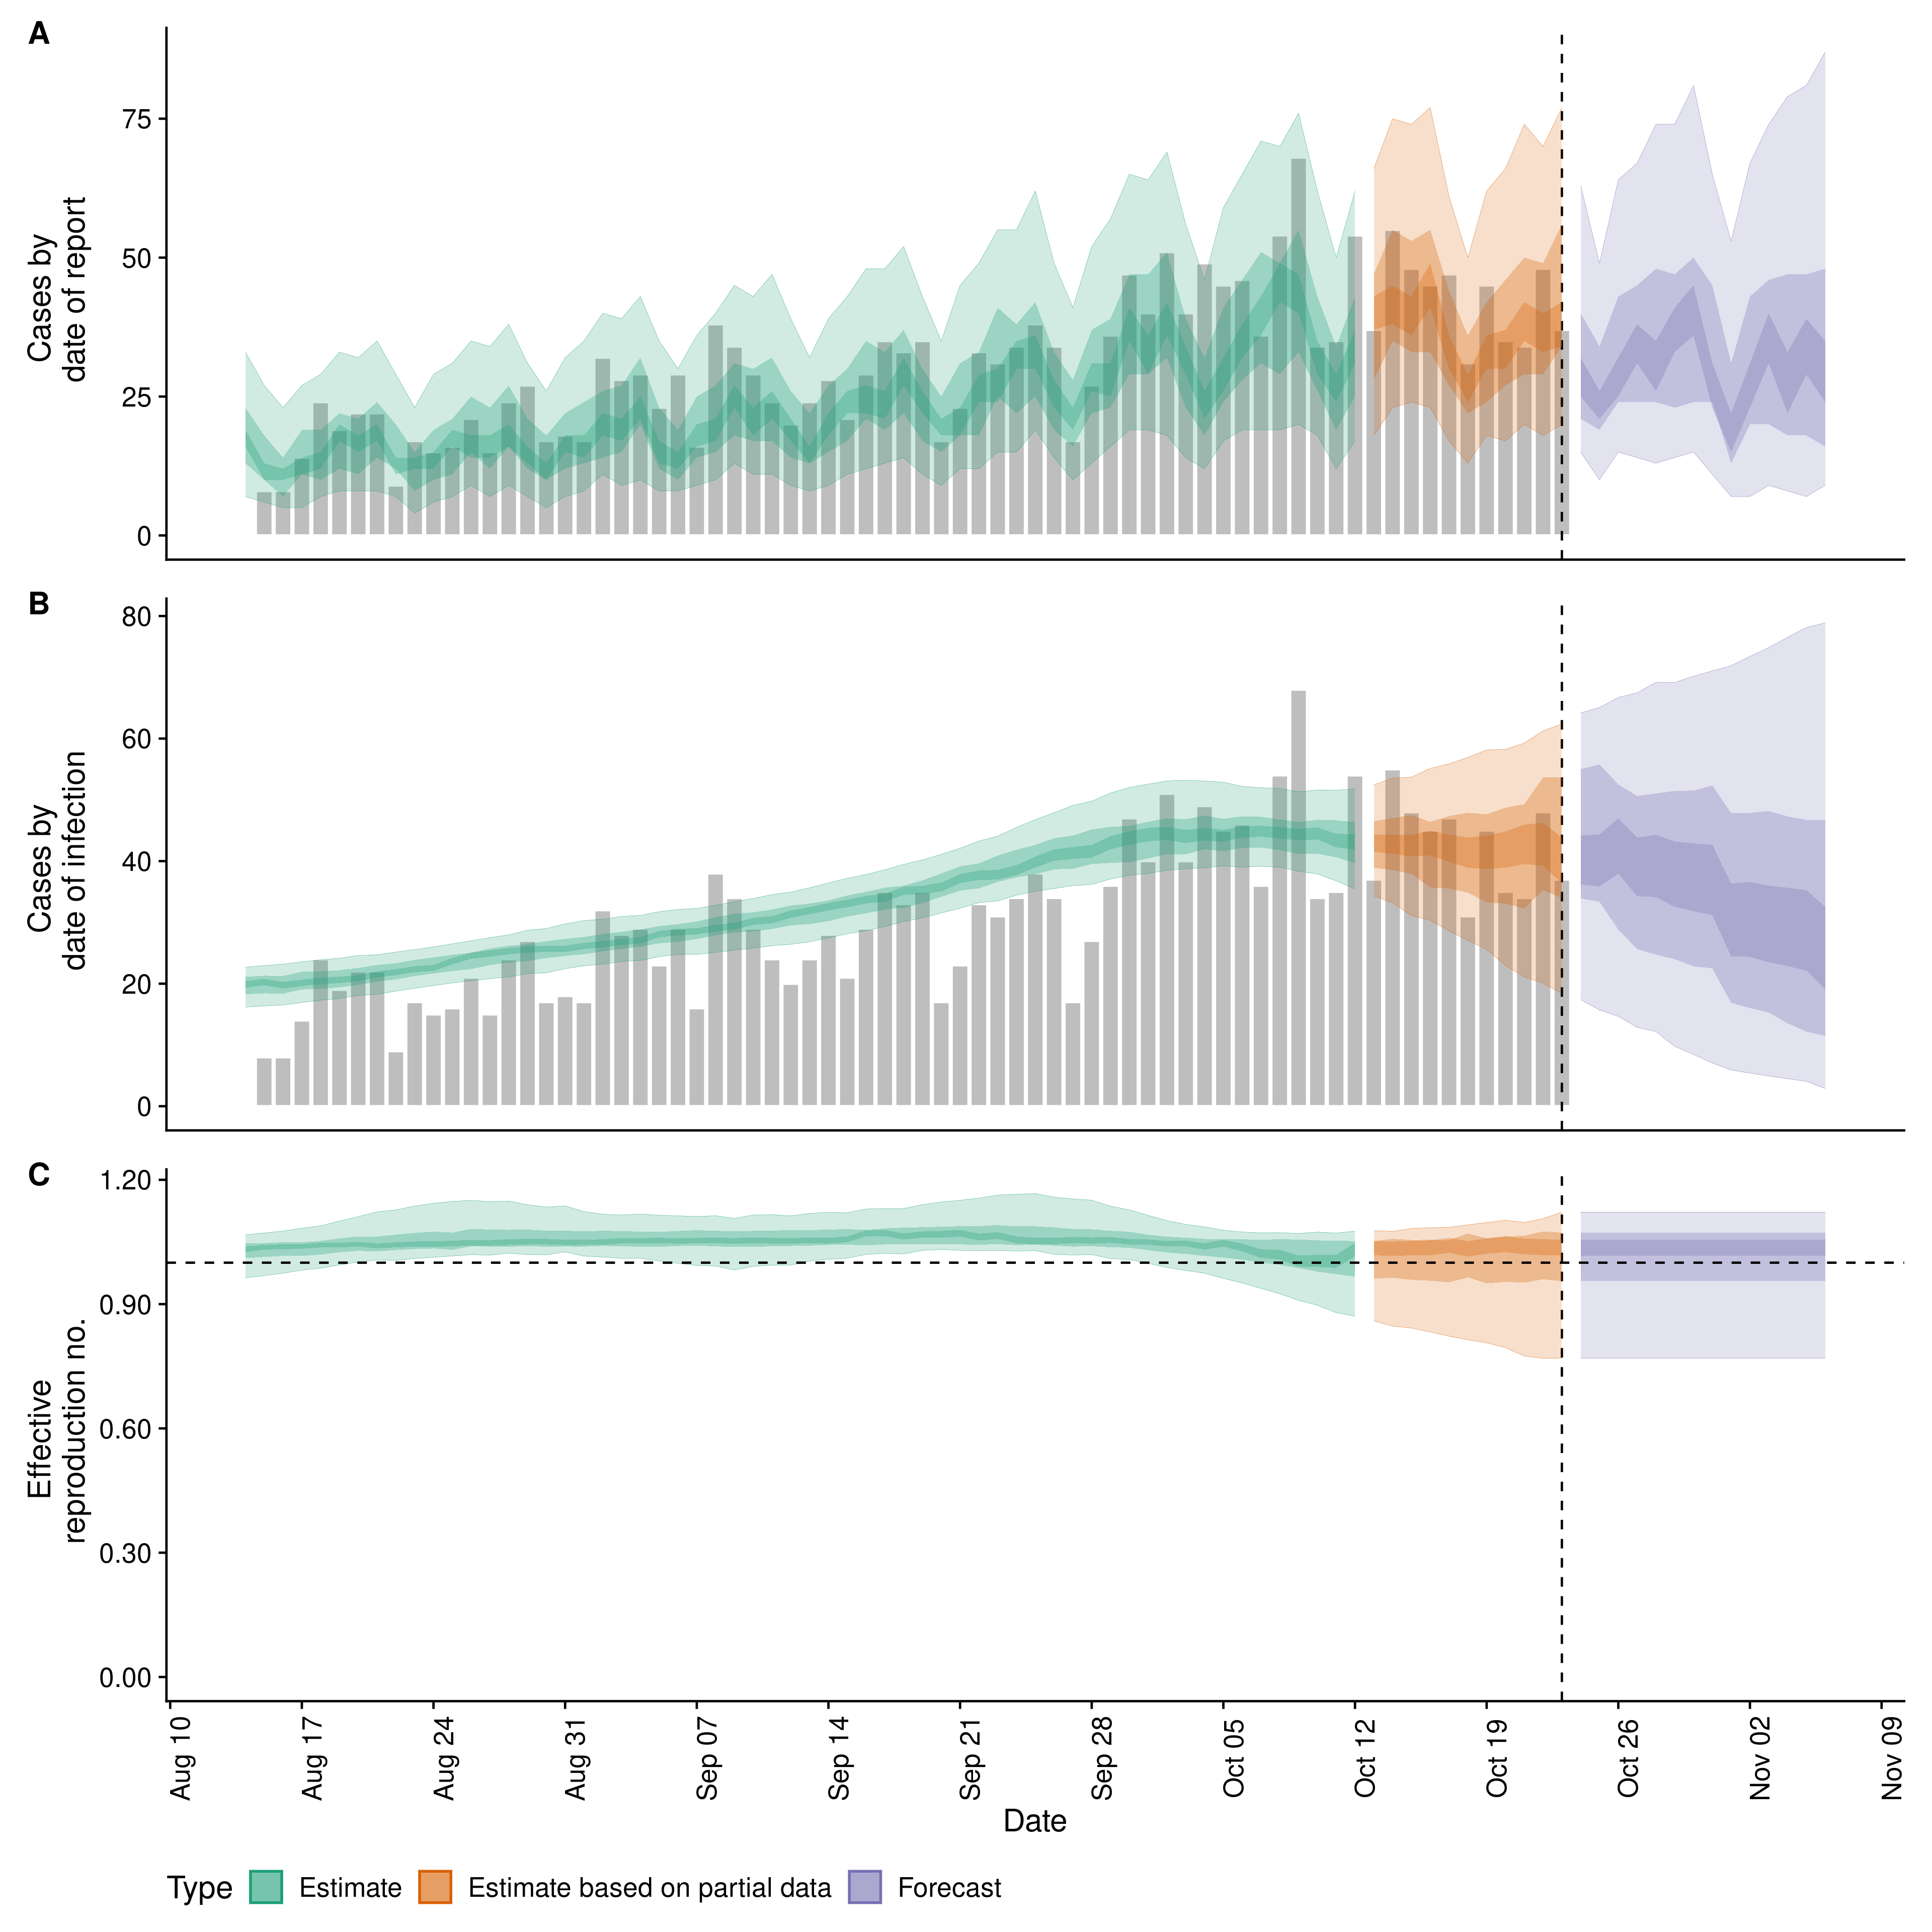 A
Cases by
date of report
75
50
25
0
B
Cases by
date of infection
80
60
40
20
0
C
Effective
reproduction no.
1.20
0.90
0.60
0.30
0.00
Aug 10
Aug 17
Aug 24
Aug 31
Sep 07
Sep 14
Sep 21
Sep 28
Oct 05
Oct 12
Oct 19
Oct 26
Nov 02
Nov 09
Date
Type Estimate Estimate based on partial data Forecast